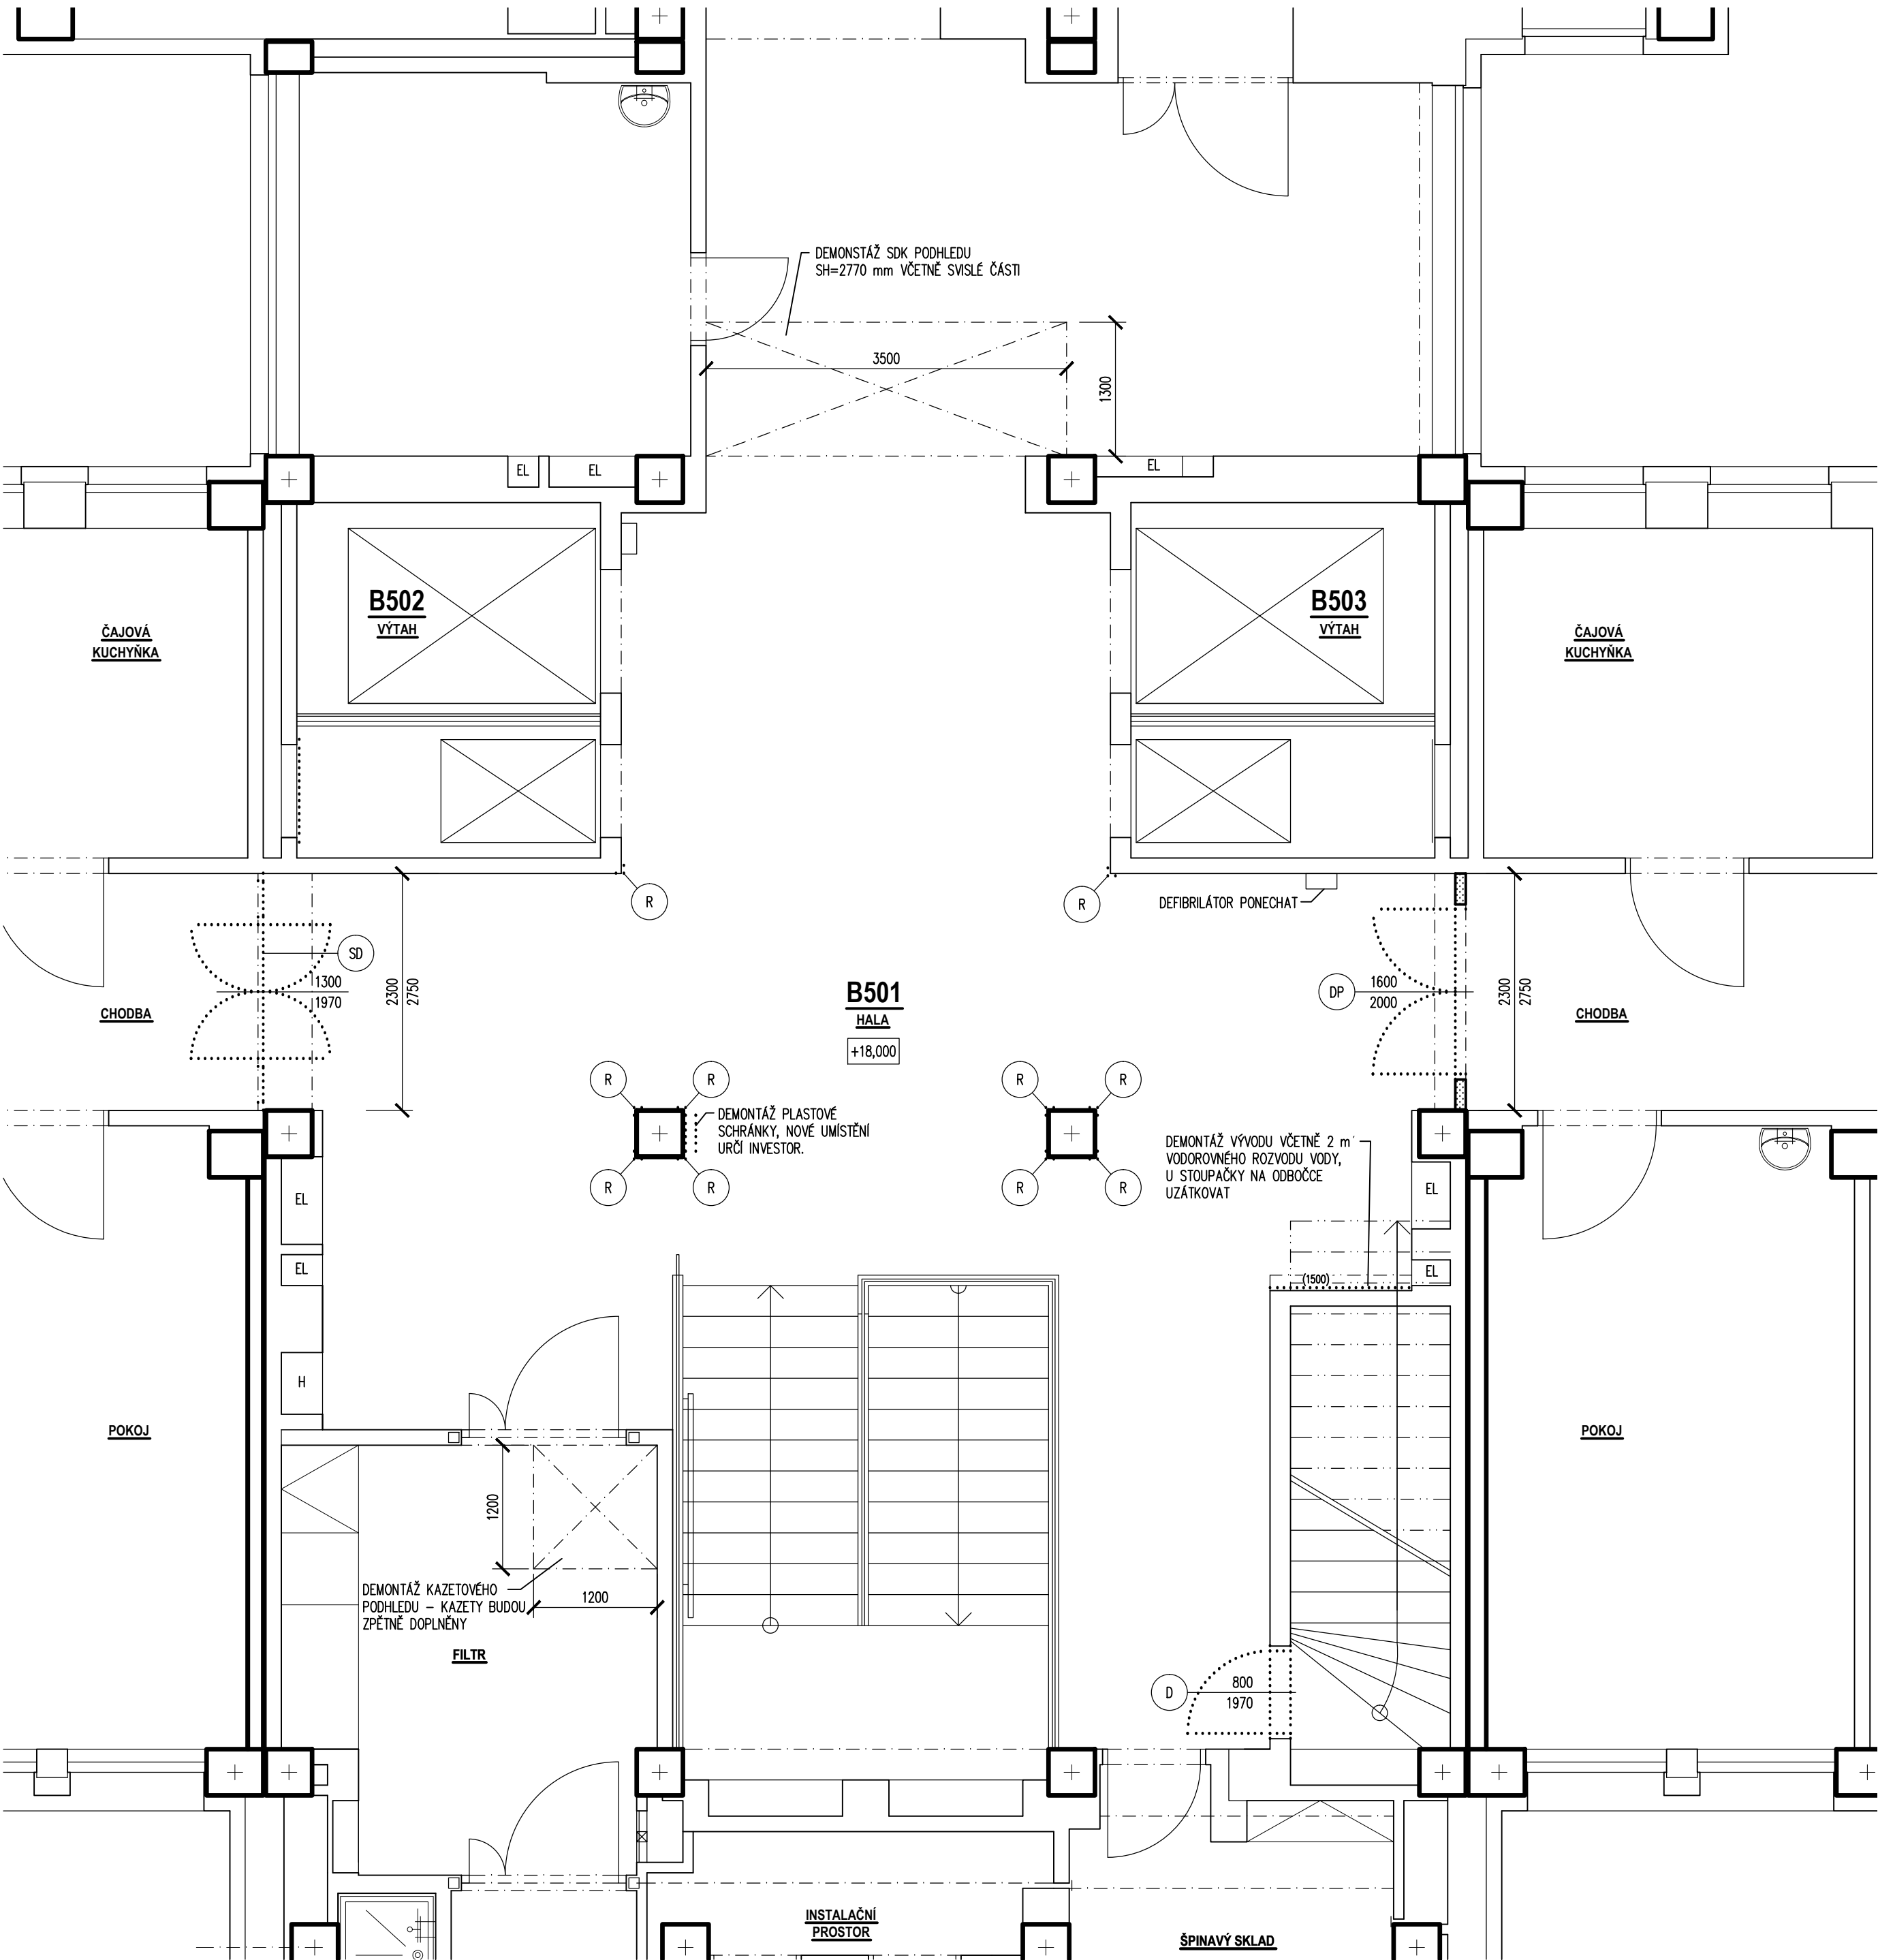 DEMONSTÁŽ SDK PODHLEDU
SH=2770 mm VČETNĚ SVISLÉ ČÁSTI
3500
1300
EL
EL
EL
B502
VÝTAH
B503
VÝTAH
ČAJOVÁ
KUCHYŇKA
ČAJOVÁ
KUCHYŇKA
R
R
DEFIBRILÁTOR PONECHAT
SD
1300
1970
2300
2750
DP
1600
2000
2300
2750
CHODBA
B501
HALA
+18,000
CHODBA
R
R
R
R
DEMONTÁŽ PLASTOVÉ
SCHRÁNKY, NOVÉ UMÍSTĚNÍ
URČÍ INVESTOR.
R
R
R
R
DEMONTÁŽ VÝVODU VČETNĚ 2 m'
VODOROVNÉHO ROZVODU VODY,
U STOUPAČKY NA ODBOČCE
UZÁTKOVAT
EL
EL
EL
EL
(1500)
H
POKOJ
POKOJ
1200
DEMONTÁŽ KAZETOVÉHO
PODHLEDU – KAZETY BUDOU
ZPĚTNĚ DOPLNĚNY
1200
FILTR
D
800
1970
INSTALAČNÍ
PROSTOR
ŠPINAVÝ SKLAD